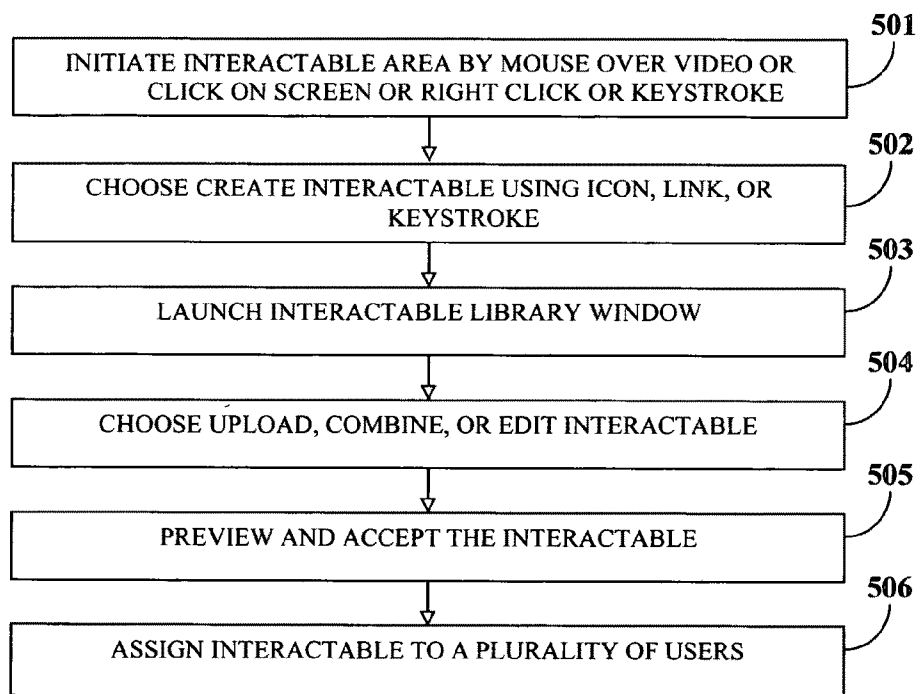 501
INITIATE INTERACTABLE AREA BY MOUSE OVER VIDEO OR
CLICK ON SCREEN OR RIGHT CLICK OR KEYSTROKE
502
CHOOSE CREATE INTERACTABLE USING ICON, LINK, OR
KEYSTROKE
503
LAUNCH INTERACTABLE LIBRARY WINDOW
504
CHOOSE UPLOAD, COMBINE, OR EDIT INTERACTABLE
505
PREVIEW AND ACCEPT THE INTERACTABLE
506
ASSIGN INTERACTABLE TO A PLURALITY OF USERS